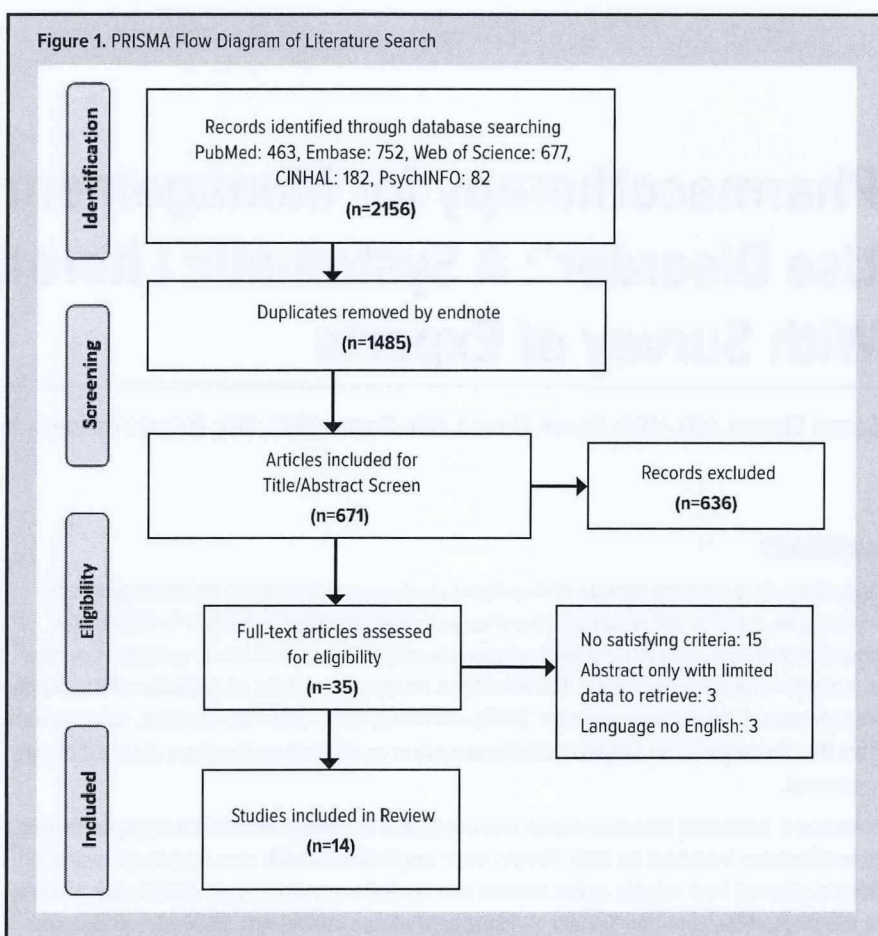 Figure 1. PRISMA Flow Diagram of Literature Search
Identification
Records identified through database searching
PubMed: 463, Embase: 752, Web of Science: 677,
CINHAL: 182, PsychINFO: 82
(n=2156)
Screening
Duplicates removed by endnote
(n=1485)
Articles included for
Title/Abstract Screen
(n=671)
Records excluded
(n=636)
Eligibility
Full-text articles assessed
for eligibility
(n=35)
No satisfying criteria: 15
Abstract only with limited
data to retrieve: 3
Language no English: 3
Included
Studies included in Review
(n=14)